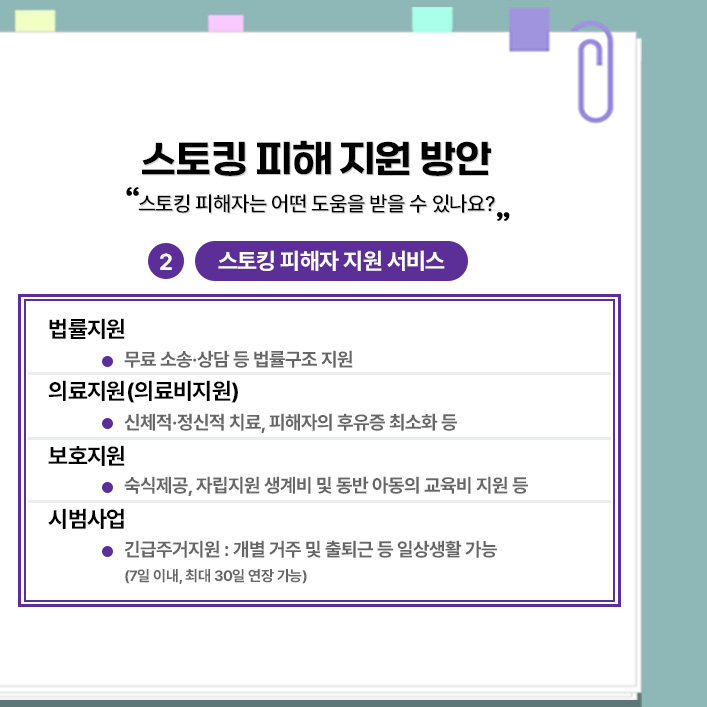 스토킹 피해 지원 방안
“스토킹 피해자는 어떤 도움을 받을 수 있나요?„
2 스토킹 피해자 지원 서비스
법률지원
● 무료 소송·상담 등 법률구조 지원
의료지원(의료비지원)
● 신체적·정신적 치료, 피해자의 후유증 최소화 등
보호지원
● 숙식제공, 자립지원 생계비 및 동반 아동의 교육비 지원 등
시범사업
● 긴급주거지원 : 개별 거주 및 출퇴근 등 일상생활 가능
(7일 이내, 최대 30일 연장 가능)